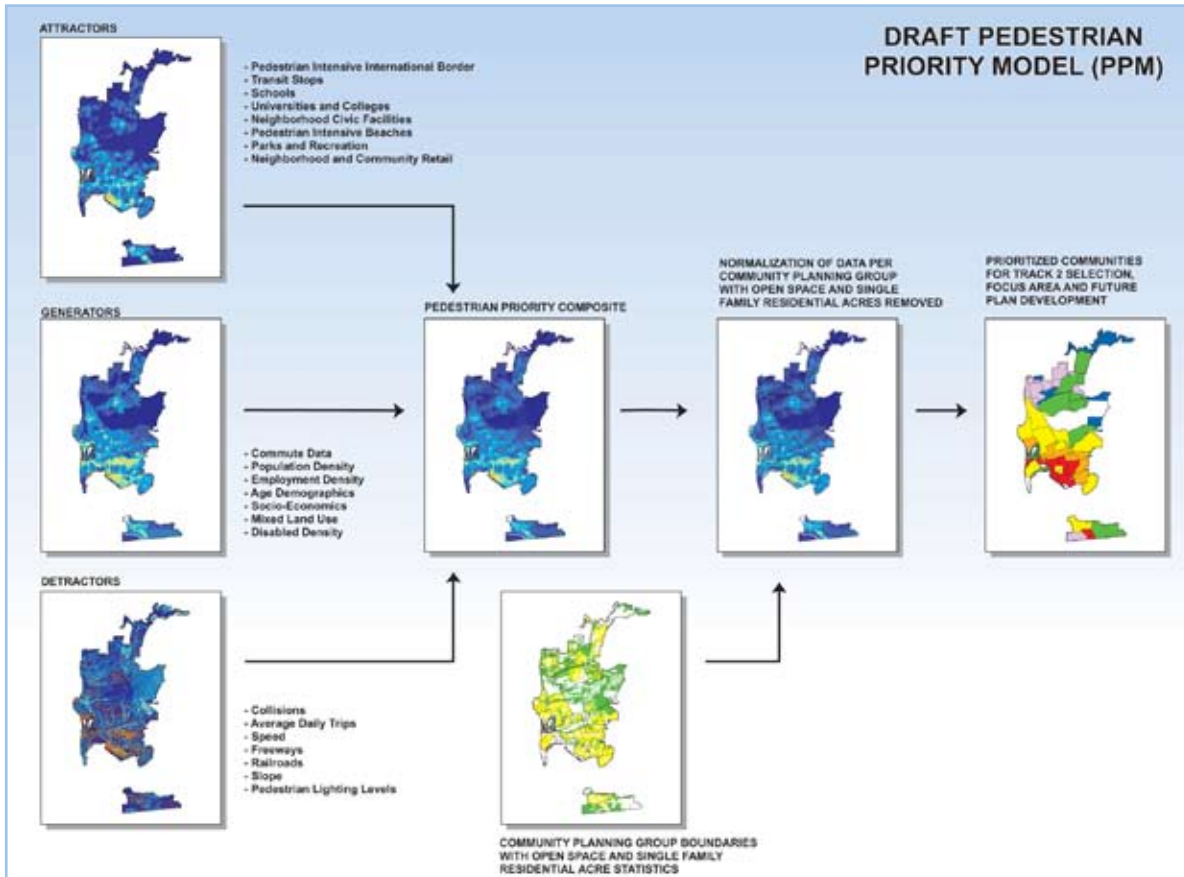 DRAFT PEDESTRIAN
PRIORITY MODEL (PPM)
ATTRACTORS
- Pedestrian Intensive International Border
- Transit Stops
- Schools
- Universities and Colleges
- Neighborhood Civic Facilities
- Pedestrian Intensive Beaches
- Parks and Recreation
- Neighborhood and Community Retail
GENERATORS
- Commute Data
- Population Density
- Employment Density
- Age Demographics
- Socio-Economics
- Mixed Land Use
- Disabled Density
DETRACTORS
- Collisions
- Average Daily Trips
- Speed
- Freeways
- Railroads
- Slope
- Pedestrian Lighting Levels
PEDESTRIAN PRIORITY COMPOSITE
COMMUNITY PLANNING GROUP BOUNDARIES
WITH OPEN SPACE AND SINGLE FAMILY
RESIDENTIAL ACRE STATISTICS
NORMALIZATION OF DATA PER
COMMUNITY PLANNING GROUP
WITH OPEN SPACE AND SINGLE
FAMILY RESIDENTIAL ACRES REMOVED
PRIORITIZED COMMUNITIES
FOR TRACK 2 SELECTION,
FOCUS AREA AND FUTURE
PLAN DEVELOPMENT